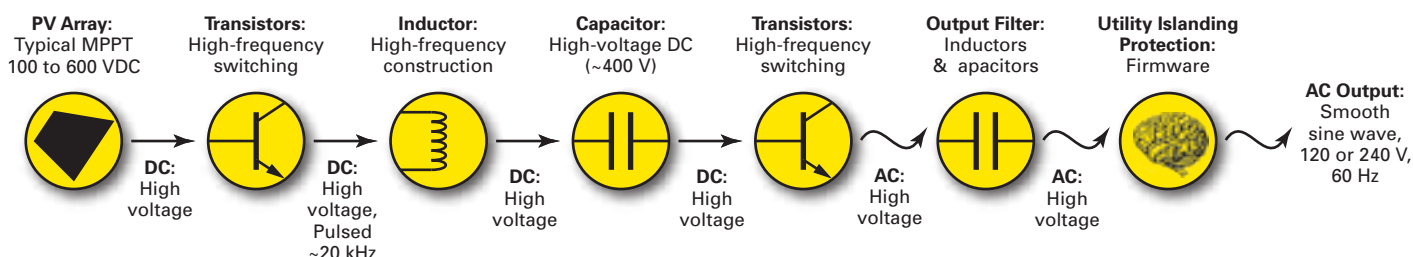 PV Array:
Typical MPPT
100 to 600 VDC
Transistors:
High-frequency
switching
Inductor:
High-frequency
construction
Capacitor:
High-voltage DC
(~400 V)
Transistors:
High-frequency
switching
Output Filter:
Inductors
& apacitors
Utility Islanding
Protection:
Firmware
AC Output:
Smooth
sine wave,
120 or 240 V,
60 Hz
DC:
High
voltage
DC:
High
voltage,
Pulsed
~20 kHz
DC:
High
voltage
DC:
High
voltage
AC:
High
voltage
AC:
High
voltage